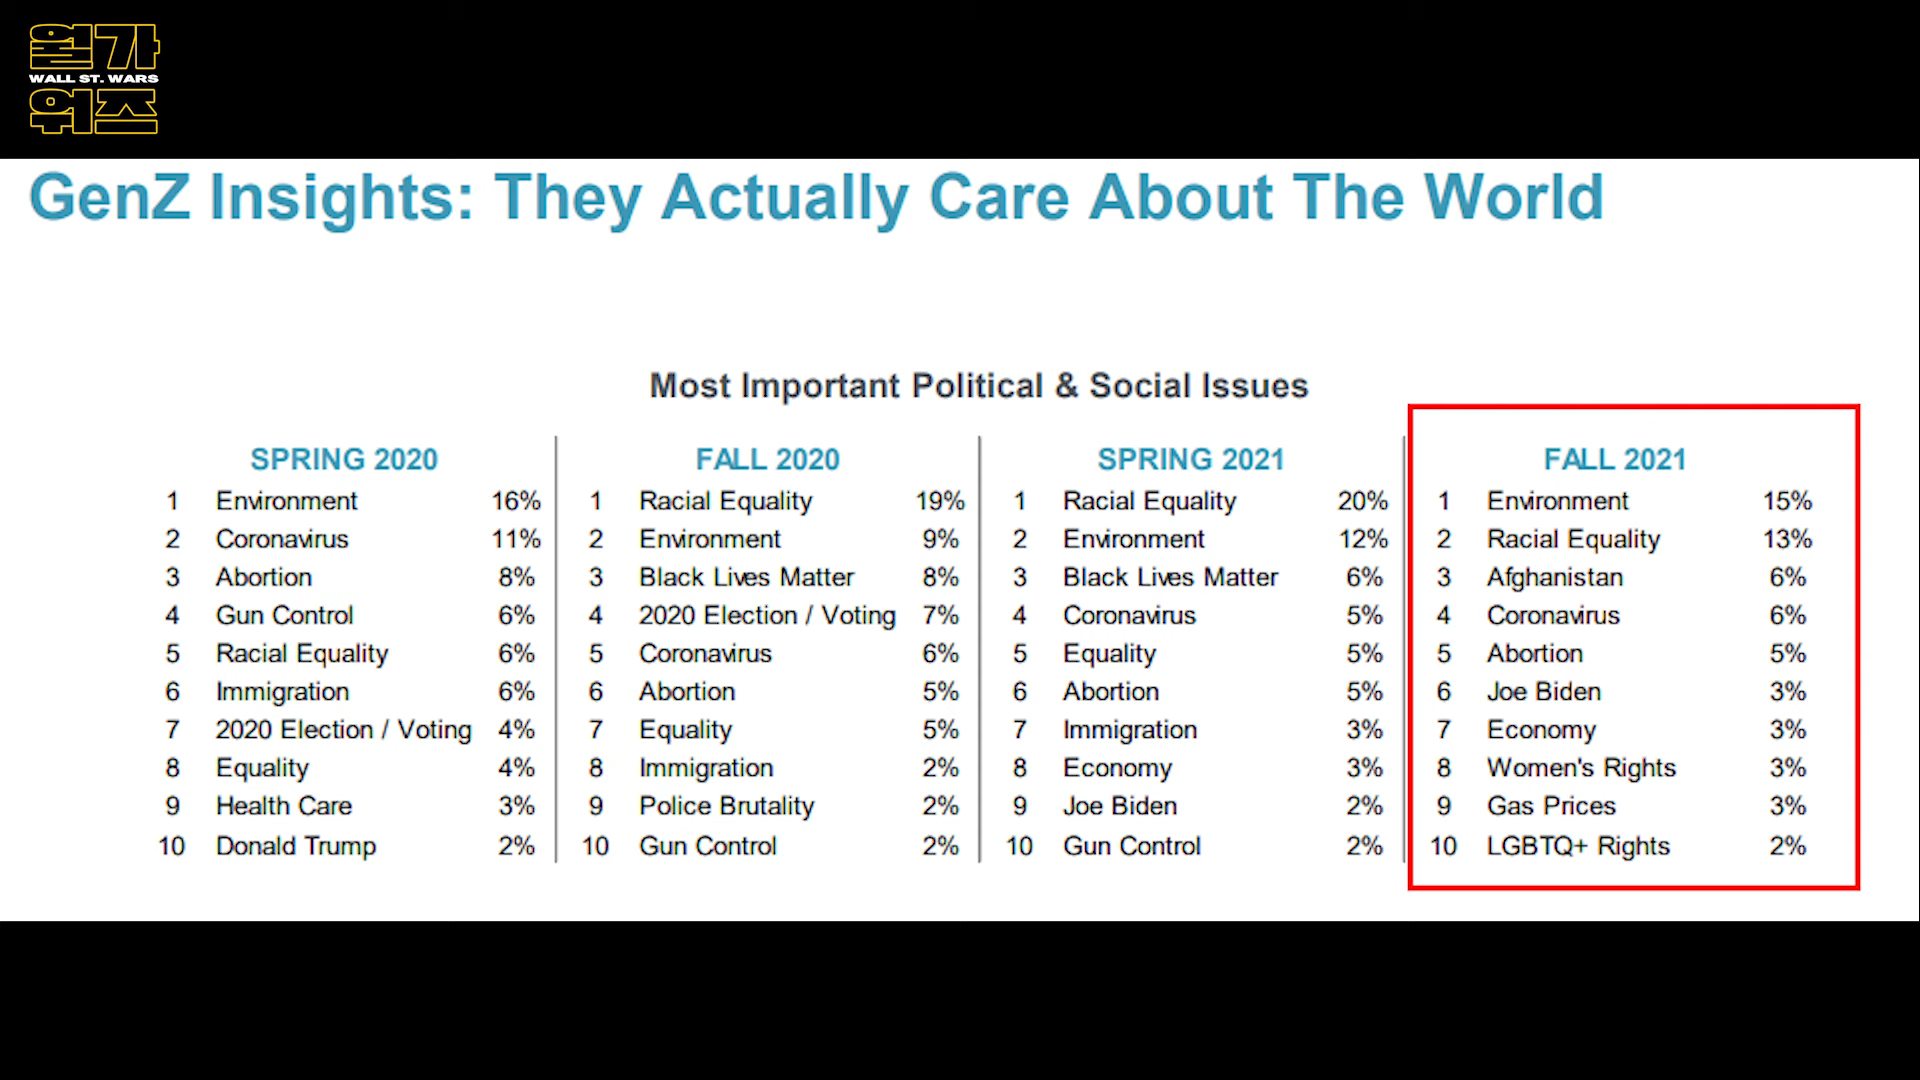 월가
WALL ST. WARS
워즈
GenZ Insights: They Actually Care About The World
Most Important Political & Social Issues
SPRING 2020
1 Environment 16%
2 Coronavirus 11%
3 Abortion 8%
4 Gun Control 6%
5 Racial Equality 6%
6 Immigration 6%
7 2020 Election / Voting 4%
8 Equality 4%
9 Health Care 3%
10 Donald Trump 2%
FALL 2020
1 Racial Equality 19%
2 Environment 9%
3 Black Lives Matter 8%
4 2020 Election / Voting 7%
5 Coronavirus 6%
6 Abortion 5%
7 Equality 5%
8 Immigration 2%
9 Police Brutality 2%
10 Gun Control 2%
SPRING 2021
1 Racial Equality 20%
2 Environment 12%
3 Black Lives Matter 6%
4 Coronavirus 5%
5 Equality 5%
6 Abortion 5%
7 Immigration 3%
8 Economy 3%
9 Joe Biden 2%
10 Gun Control 2%
FALL 2021
1 Environment 15%
2 Racial Equality 13%
3 Afghanistan 6%
4 Coronavirus 6%
5 Abortion 5%
6 Joe Biden 3%
7 Economy 3%
8 Women's Rights 3%
9 Gas Prices 3%
10 LGBTQ+ Rights 2%